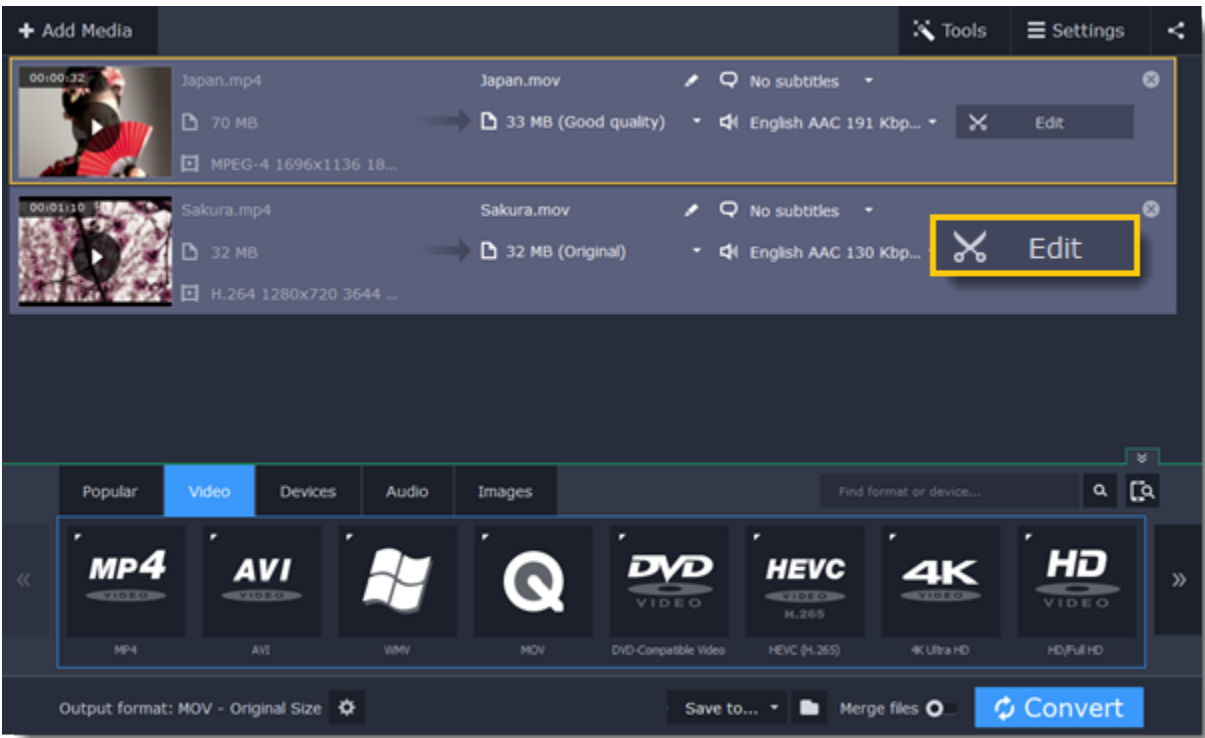 Add Media
Tools
Settings
00:00:32
Japan.mp4
Japan.mov
No subtitles
70 MB
33 MB (Good quality)
English AAC 191 Kbp...
Edit
MPEG-4 1696x1136 18...
00:01:10
Sakura.mp4
Sakura.mov
No subtitles
32 MB
32 MB (Original)
English AAC 130 Kbp...
Edit
H.264 1280x720 3644 ...
Popular
Video
Devices
Audio
Images
Find format or device...
MP4
VIDEO
AVI
VIDEO
DVD
VIDEO
HEVC
VIDEO
H.265
4K
VIDEO
HD
VIDEO
MP4
AVI
WMV
MOV
DVD-Compatible Video
HEVC (H.265)
4K Ultra HD
HD/Full HD
Output format: MOV - Original Size
Save to...
Merge files
Convert